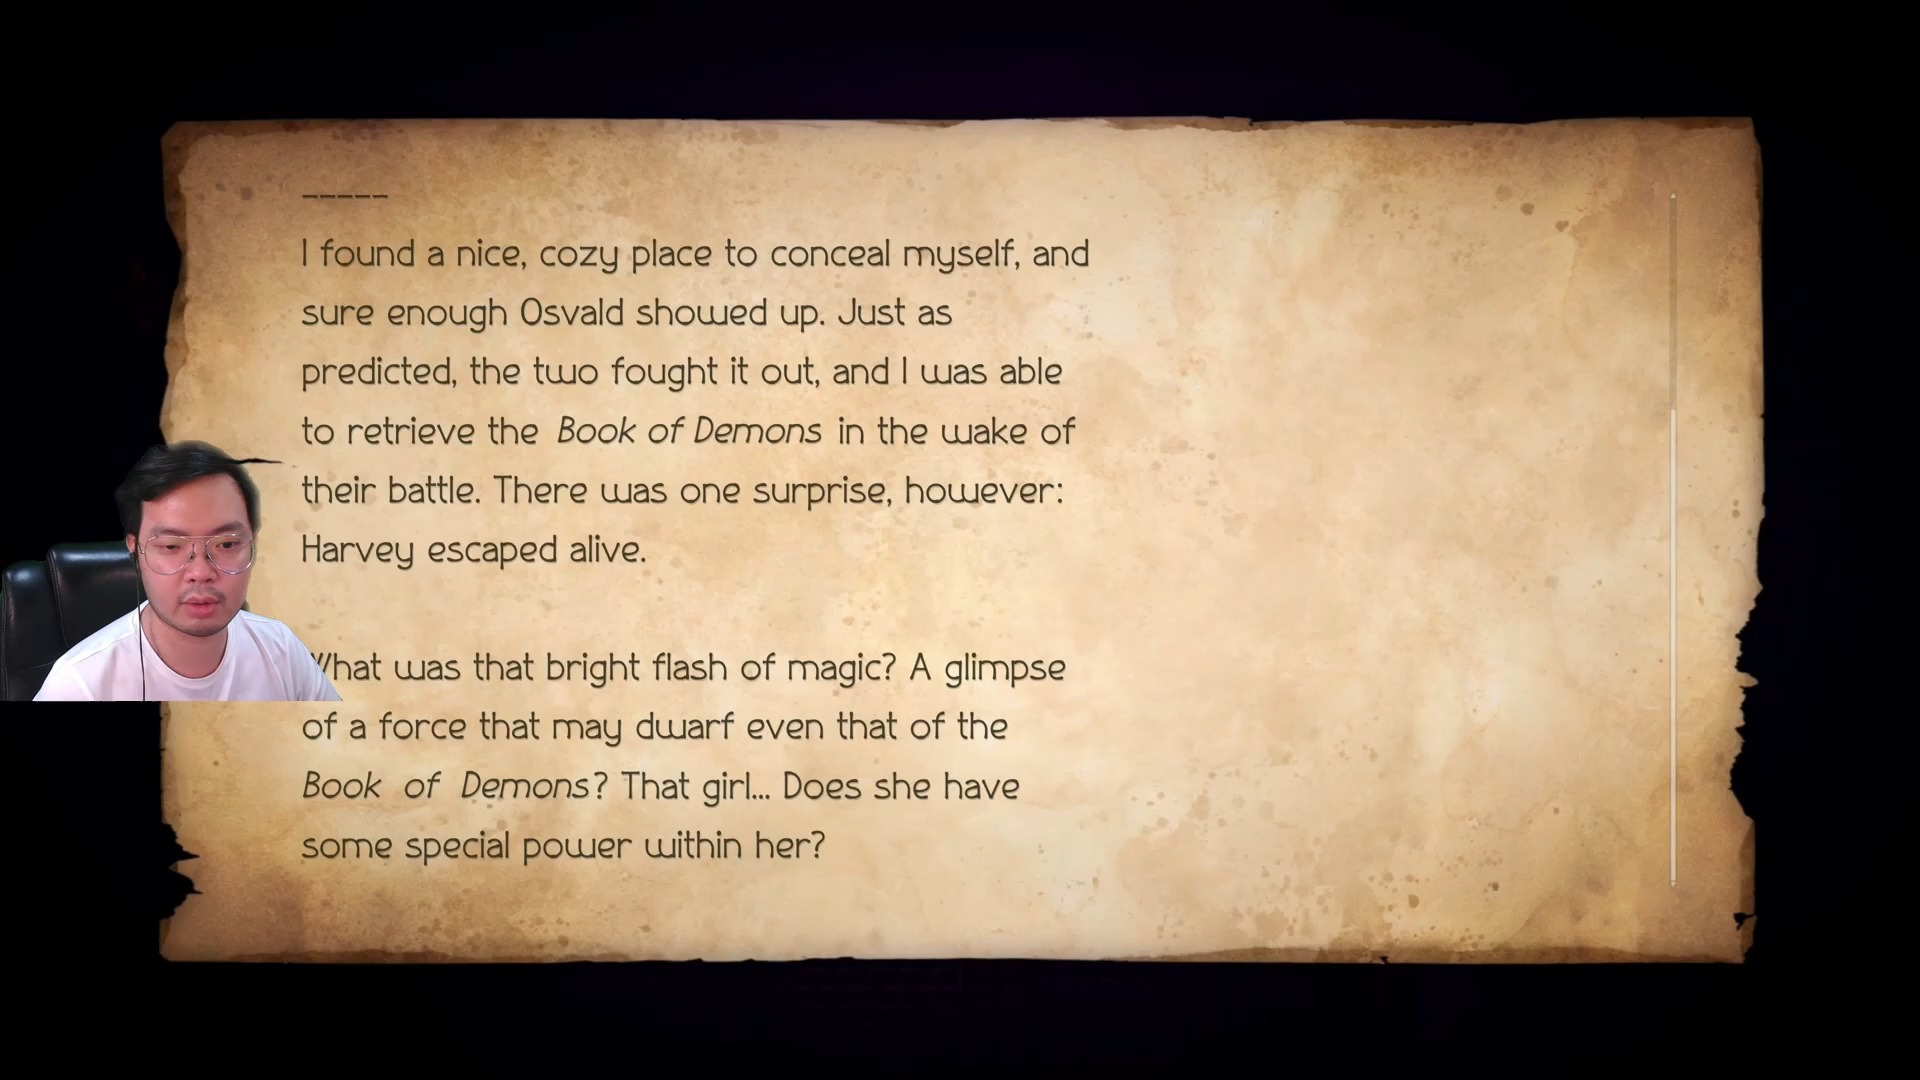 -----
I found a nice, cozy place to conceal myself, and
sure enough Osvald showed up. Just as
predicted, the two fought it out, and I was able
to retrieve the Book of Demons in the wake of
their battle. There was one surprise, however:
Harvey escaped alive.
What was that bright flash of magic? A glimpse
of a force that may dwarf even that of the
Book of Demons? That girl... Does she have
some special power within her?